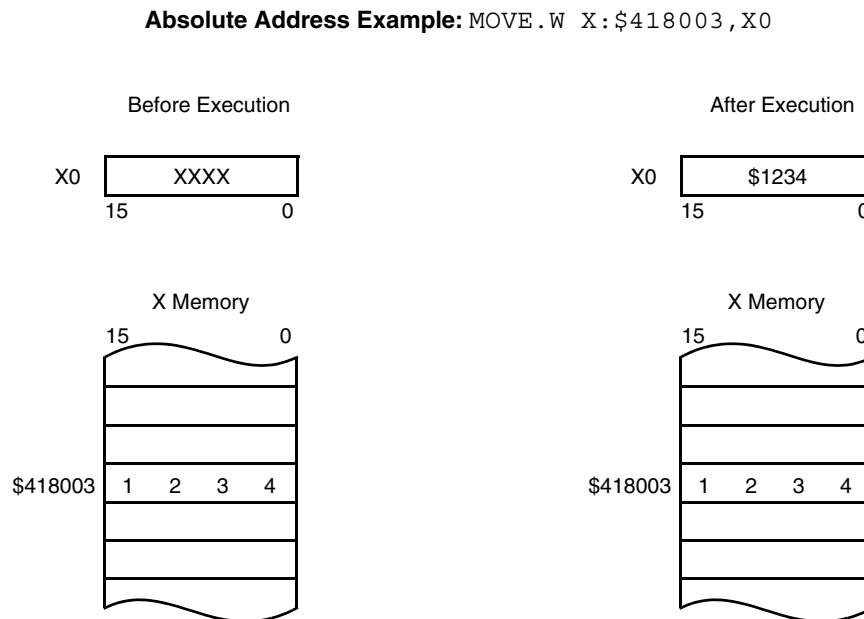 Absolute Address Example: MOVE.W X:$418003,X0
Before Execution
After Execution
X0 XXXX
X0 $1234
15 0
15 0
X Memory
X Memory
15 0
15 0
$418003 1 2 3 4
$418003 1 2 3 4